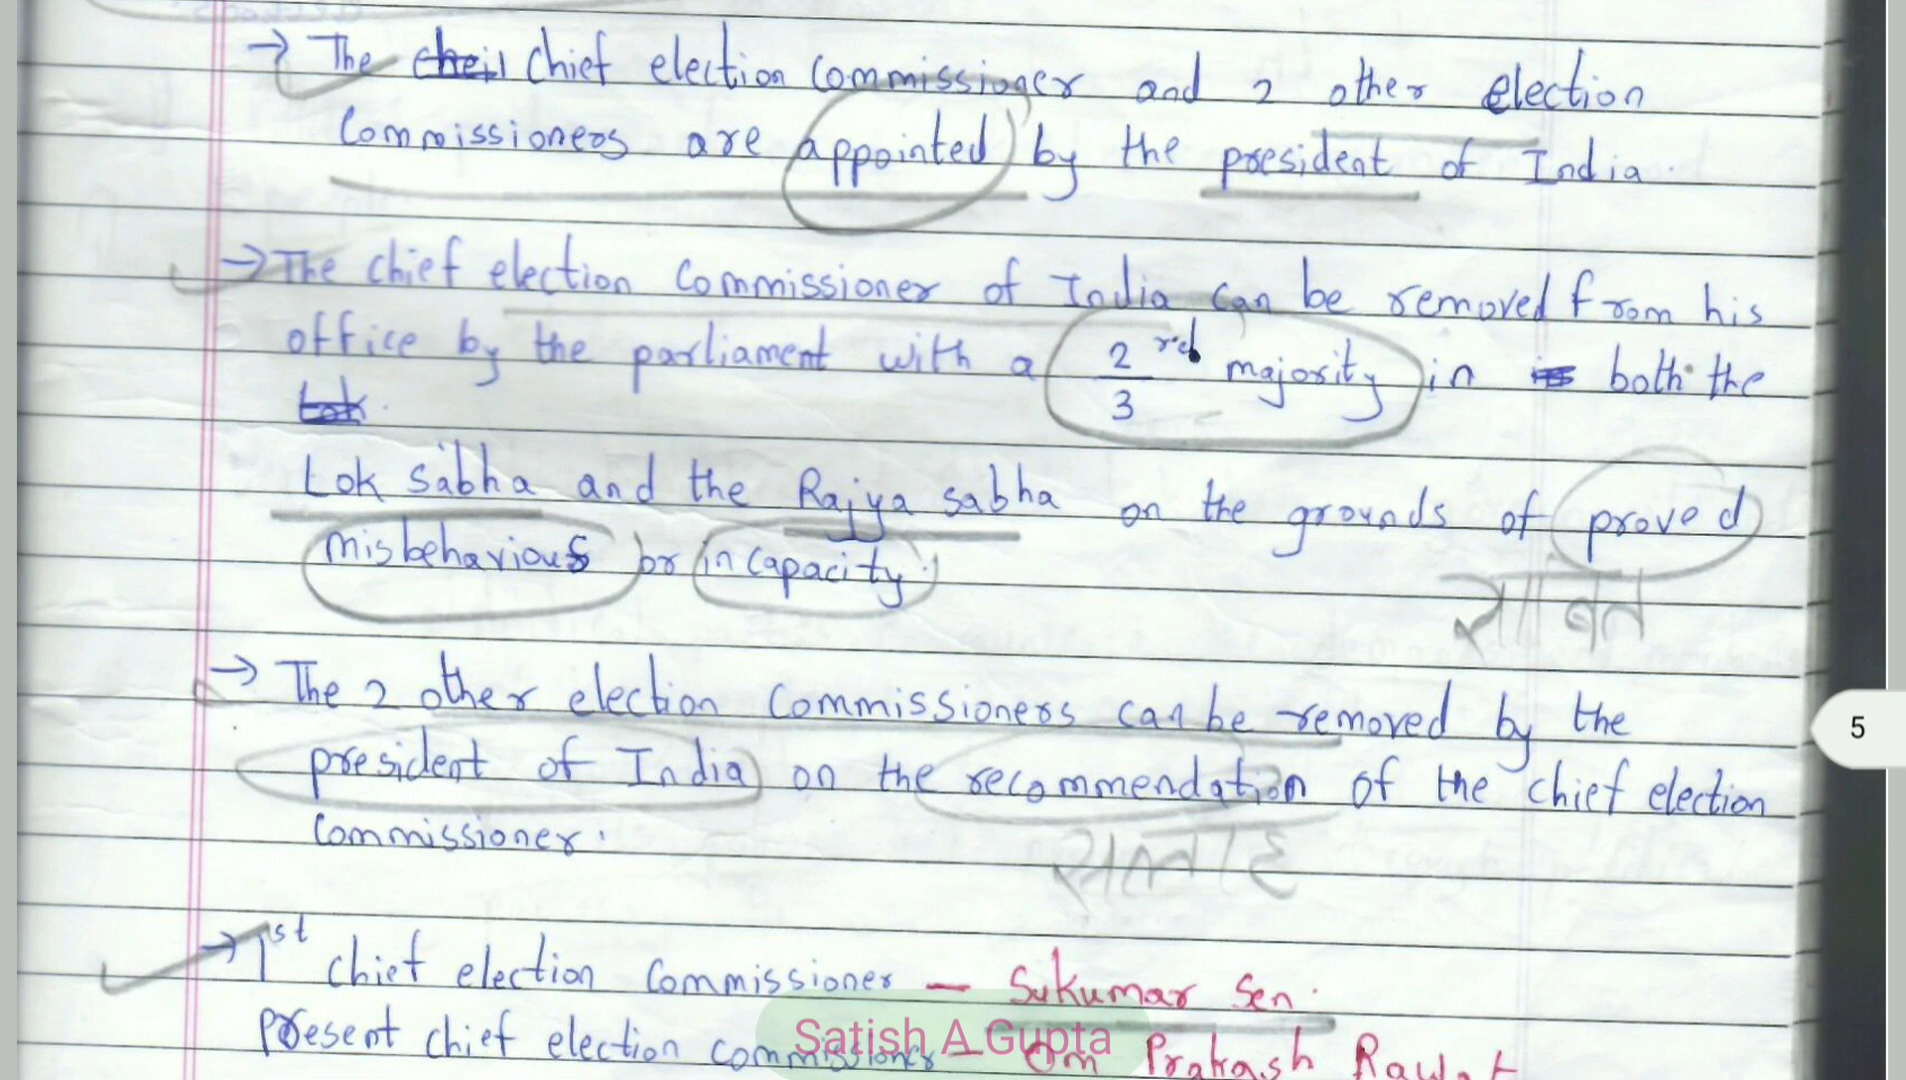 → The cheil chief election commissioner and 2 other election
commissioners are appointed by the president of India.
→ The chief election commissioner of India can be removed from his
office by the parliament with a 2/3 rd majority in is both the
Lok.
Lok sabha and the Rajya sabha on the grounds of proved
misbehaviour or incapacity.
साबित
→ The 2 other election commissioners can be removed by the
president of India on the recommendation of the chief election
commissioner.
सलाह
→ 1st chief election commissioner – Sukumar Sen.
Present chief election commissioner – Om Prakash Rawat
Satish A Gupta
5